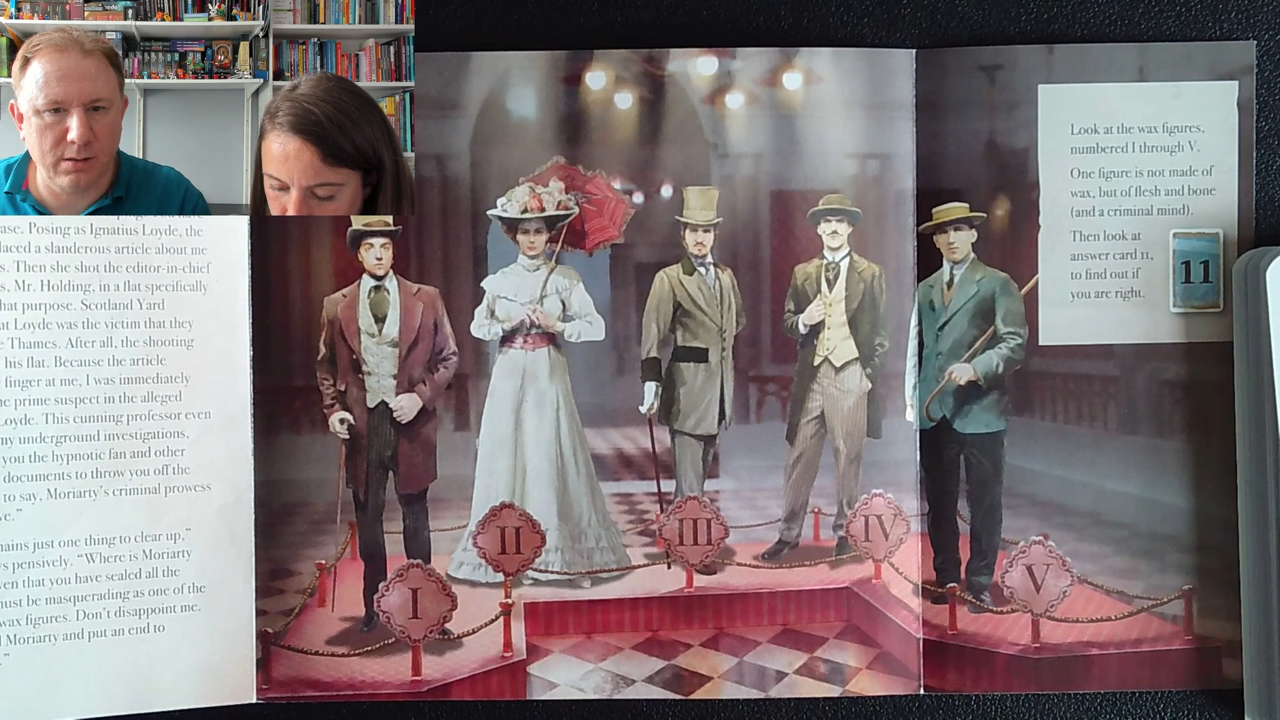 ase. Posing as Ignatius Loyde, the
laced a slanderous article about me
s. Then she shot the editor-in-chief
s, Mr. Holding, in a flat specifically
hat purpose. Scotland Yard
at Loyde was the victim that they
e Thames. After all, the shooting
his flat. Because the article
finger at me, I was immediately
ne prime suspect in the alleged
Loyde. This cunning professor even
my underground investigations,
you the hypnotic fan and other
documents to throw you off the
to say, Moriarty's criminal prowess
ve."
ains just one thing to clear up,"
s pensively. "Where is Moriarty
ven that you have sealed all the
must be masquerading as one of the
wax figures. Don't disappoint me.
Moriarty and put an end to
."
I
II
III
IV
V
Look at the wax figures,
numbered I through V.
One figure is not made of
wax, but of flesh and bone
(and a criminal mind).
Then look at
answer card 11,
to find out if
you are right.
11